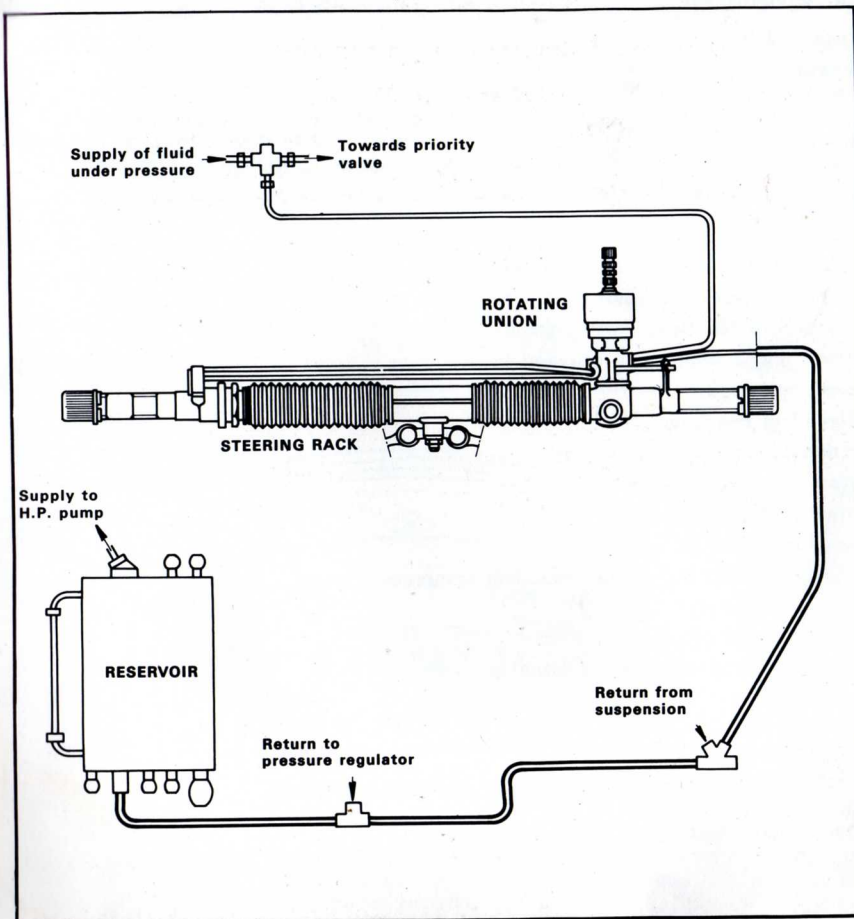 Supply of fluid
under pressure
Towards priority
valve
ROTATING
UNION
STEERING RACK
Supply to
H.P. pump
RESERVOIR
Return from
suspension
Return to
pressure regulator